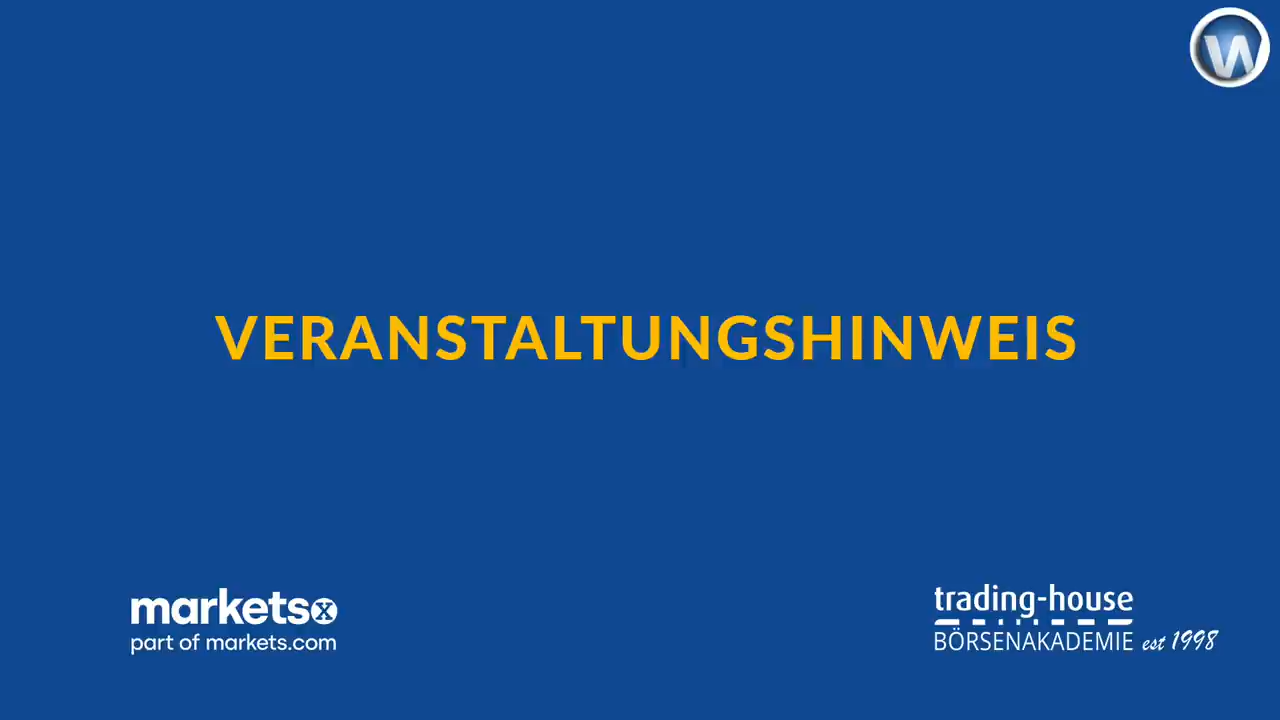 W
VERANSTALTUNGSHINWEIS
marketsx
part of markets.com
trading-house
BÖRSENAKADEMIE est 1998